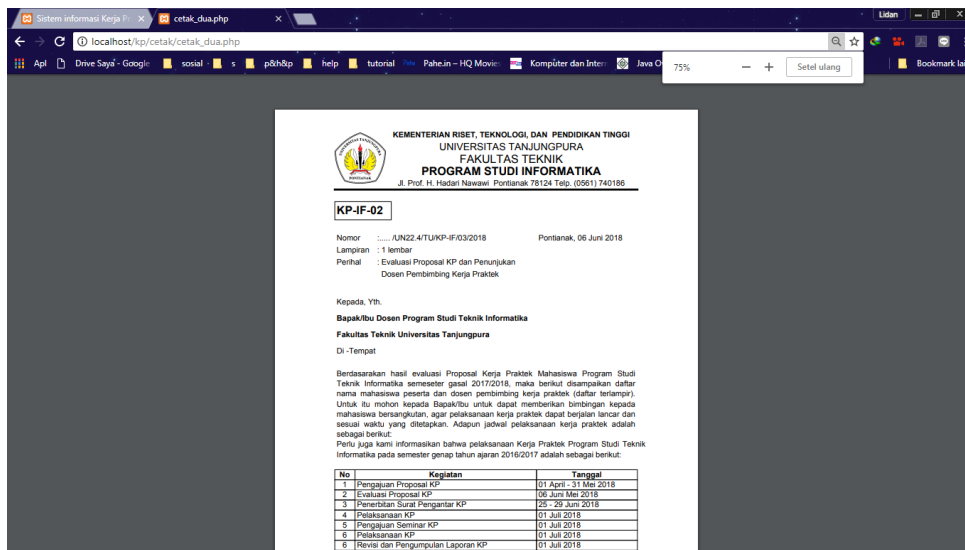 Lidan
Sistem informasi Kerja Pr
cetak_dua.php
localhost/kp/cetak/cetak_dua.php
Apl
Drive Saya - Google
sosial
s
p&h&p
help
tutorial
Pahe.in – HQ Movies
Komputer dan Intern
Java O
Bookmark lai
75%
−
+
Setel ulang
KEMENTERIAN RISET, TEKNOLOGI, DAN PENDIDIKAN TINGGI
UNIVERSITAS TANJUNGPURA
FAKULTAS TEKNIK
PROGRAM STUDI INFORMATIKA
Jl. Prof. H. Hadari Nawawi Pontianak 78124 Telp. (0561) 740186
UNIVERSITAS TANJUNGPURA
PONTIANAK
KP-IF-02
Nomor :..... /UN22.4/TU/KP-IF/03/2018 Pontianak, 06 Juni 2018
Lampiran : 1 lembar
Perihal : Evaluasi Proposal KP dan Penunjukan
Dosen Pembimbing Kerja Praktek
Kepada, Yth.
Bapak/Ibu Dosen Program Studi Teknik Informatika
Fakultas Teknik Universitas Tanjungpura
Di -Tempat
Berdasarakan hasil evaluasi Proposal Kerja Praktek Mahasiswa Program Studi
Teknik Informatika semeseter gasal 2017/2018, maka berikut disampaikan daftar
nama mahasiswa peserta dan dosen pembimbing kerja praktek (daftar terlampir).
Untuk itu mohon kepada Bapak/Ibu untuk dapat memberikan bimbingan kepada
mahasiswa bersangkutan, agar pelaksanaan kerja praktek dapat berjalan lancar dan
sesuai waktu yang ditetapkan. Adapun jadwal pelaksanaan kerja praktek adalah
sebagai berikut:
Perlu juga kami informasikan bahwa pelaksanaan Kerja Praktek Program Studi Teknik
Informatika pada semester genap tahun ajaran 2016/2017 adalah sebagai berikut:
No Kegiatan Tanggal
1 Pengajuan Proposal KP 01 April - 31 Mei 2018
2 Evaluasi Proposal KP 06 Juni Mei 2018
3 Penerbitan Surat Pengantar KP 25 - 29 Juni 2018
4 Pelaksanaan KP 01 Juli 2018
5 Pengajuan Seminar KP 01 Juli 2018
6 Pelaksanaan KP 01 Juli 2018
6 Revisi dan Pengumpulan Laporan KP 01 Juli 2018